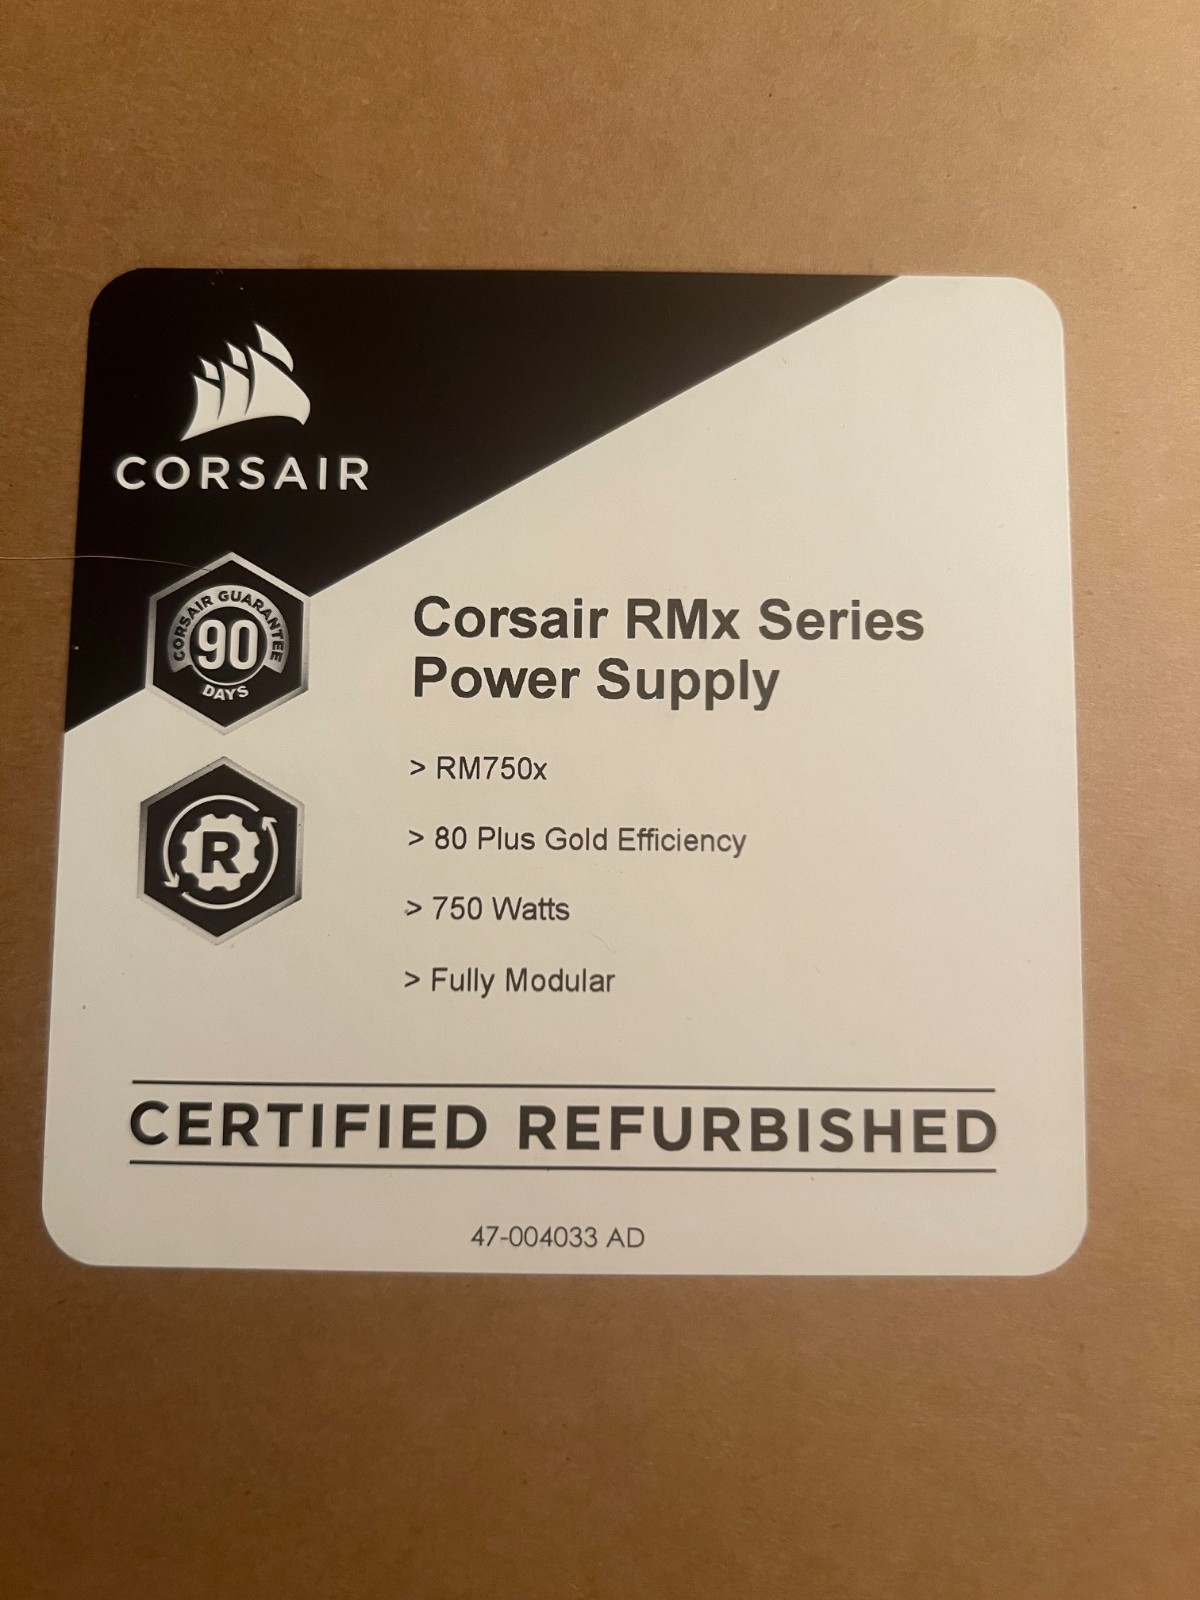 CORSAIR
CORSAIR GUARANTEE
90
DAYS
Corsair RMx Series
Power Supply
> RM750x
> 80 Plus Gold Efficiency
> 750 Watts
> Fully Modular
R
CERTIFIED REFURBISHED
47-004033 AD